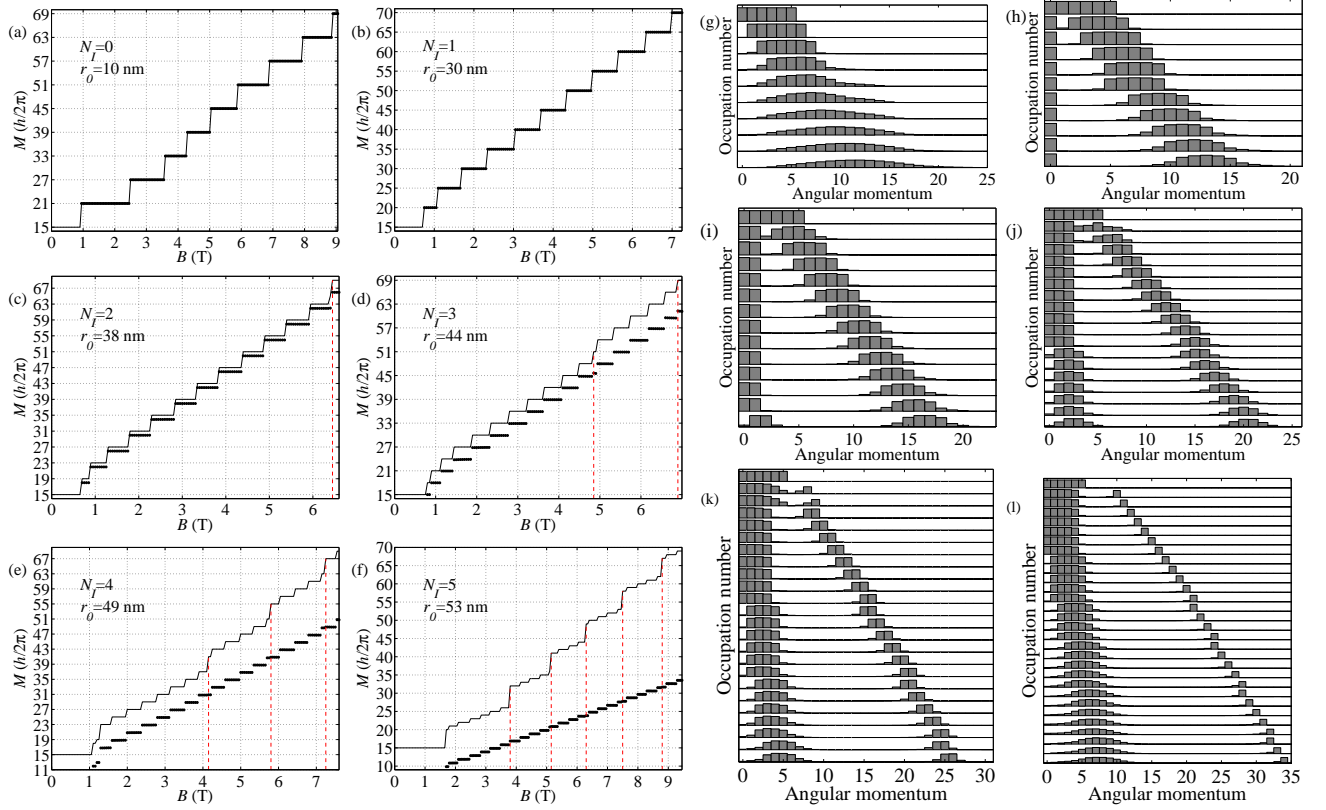 (a)
N_I=0
r_0=10 nm
M (h/2π)
69
63
57
51
45
39
33
27
21
15
0 1 2 3 4 5 6 7 8 9
B (T)
(b)
N_I=1
r_0=30 nm
M (h/2π)
70
65
60
55
50
45
40
35
30
25
20
15
0 1 2 3 4 5 6 7
B (T)
(c)
N_I=2
r_0=38 nm
M (h/2π)
67
63
59
55
51
47
43
39
35
31
27
23
19
15
0 1 2 3 4 5 6
B (T)
(d)
N_I=3
r_0=44 nm
M (h/2π)
69
63
57
51
45
39
33
27
21
15
0 1 2 3 4 5 6 7
B (T)
(e)
N_I=4
r_0=49 nm
M (h/2π)
67
63
59
55
51
47
43
39
35
31
27
23
19
15
11
0 1 2 3 4 5 6 7
B (T)
(f)
N_I=5
r_0=53 nm
M (h/2π)
70
65
60
55
50
45
40
35
30
25
20
15
10
0 1 2 3 4 5 6 7 8 9
B (T)
(g)
Occupation number
0 5 10 15 20 25
Angular momentum
(h)
Occupation number
0 5 10 15 20
Angular momentum
(i)
Occupation number
0 5 10 15 20
Angular momentum
(j)
Occupation number
0 5 10 15 20 25
Angular momentum
(k)
Occupation number
0 5 10 15 20 25 30
Angular momentum
(l)
Occupation number
0 5 10 15 20 25 30 35
Angular momentum